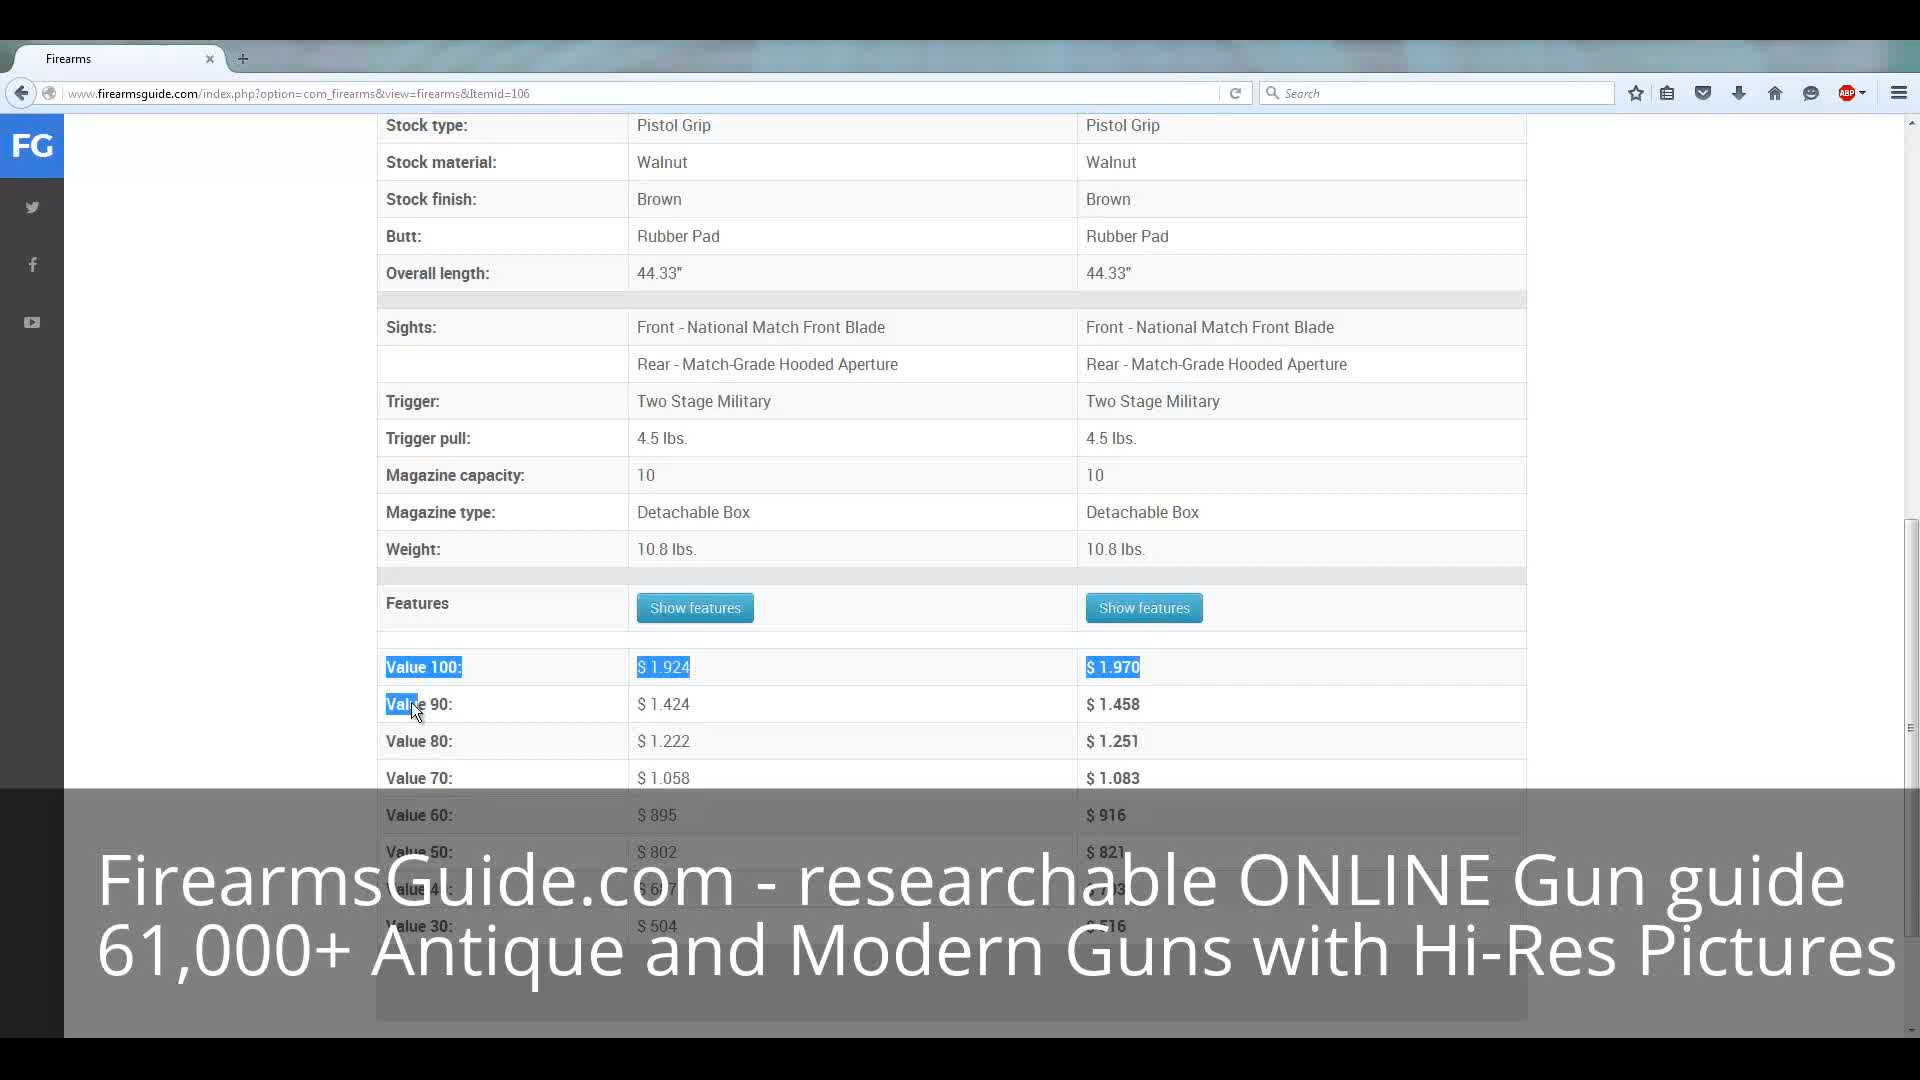 Firearms
www.firearmsguide.com/index.php?option=com_firearms&view=firearms&Itemid=106
Search
ABP
FG
Stock type: Pistol Grip Pistol Grip
Stock material: Walnut Walnut
Stock finish: Brown Brown
Butt: Rubber Pad Rubber Pad
Overall length: 44.33" 44.33"
Sights: Front - National Match Front Blade Front - National Match Front Blade
Rear - Match-Grade Hooded Aperture Rear - Match-Grade Hooded Aperture
Trigger: Two Stage Military Two Stage Military
Trigger pull: 4.5 lbs. 4.5 lbs.
Magazine capacity: 10 10
Magazine type: Detachable Box Detachable Box
Weight: 10.8 lbs. 10.8 lbs.
Features Show features Show features
Value 100: $ 1.924 $ 1.970
Value 90: $ 1.424 $ 1.458
Value 80: $ 1.222 $ 1.251
Value 70: $ 1.058 $ 1.083
Value 60: $ 895 $ 916
Value 50: $ 802 $ 821
Value
Value 30: $ 504 $ 516
FirearmsGuide.com - researchable ONLINE Gun guide
61,000+ Antique and Modern Guns with Hi-Res Pictures